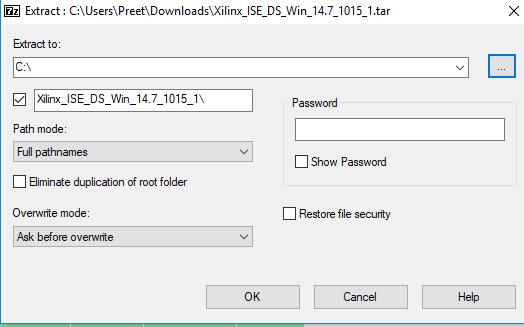 7z Extract : C:\Users\Preet\Downloads\Xilinx_ISE_DS_Win_14.7_1015_1.tar
Extract to:
C:\
...
Xilinx_ISE_DS_Win_14.7_1015_1\
Password
Path mode:
Full pathnames
Show Password
Eliminate duplication of root folder
Overwrite mode:
Restore file security
Ask before overwrite
OK
Cancel
Help